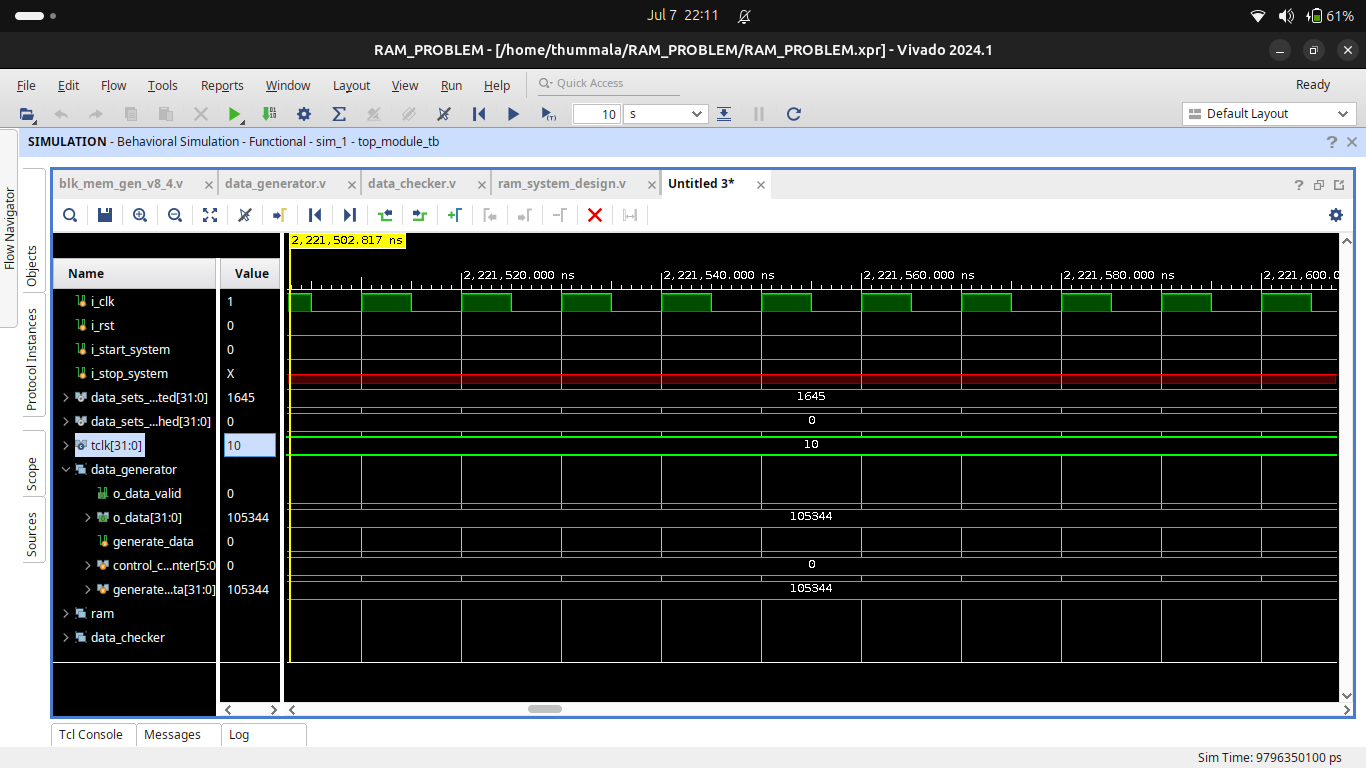 Jul 7 22:11
61%
RAM_PROBLEM - [/home/thummala/RAM_PROBLEM/RAM_PROBLEM.xpr] - Vivado 2024.1
File Edit Flow Tools Reports Window Layout View Run Help Quick Access Ready
10 s Default Layout
SIMULATION - Behavioral Simulation - Functional - sim_1 - top_module_tb
Flow Navigator
Objects
Protocol Instances
Scope
Sources
blk_mem_gen_v8_4.v data_generator.v data_checker.v ram_system_design.v Untitled 3*
2,221,502.817 ns
Name Value
2,221,520.000 ns 2,221,540.000 ns 2,221,560.000 ns 2,221,580.000 ns 2,221,600.0
i_clk 1
i_rst 0
i_start_system 0
i_stop_system X
data_sets_...ted[31:0] 1645 1645
data_sets_...hed[31:0] 0 0
tclk[31:0] 10 10
data_generator
o_data_valid 0
o_data[31:0] 105344 105344
generate_data 0
control_c...nter[5:0 0 0
generate...ta[31:0] 105344 105344
ram
data_checker
Tcl Console Messages Log
Sim Time: 9796350100 ps